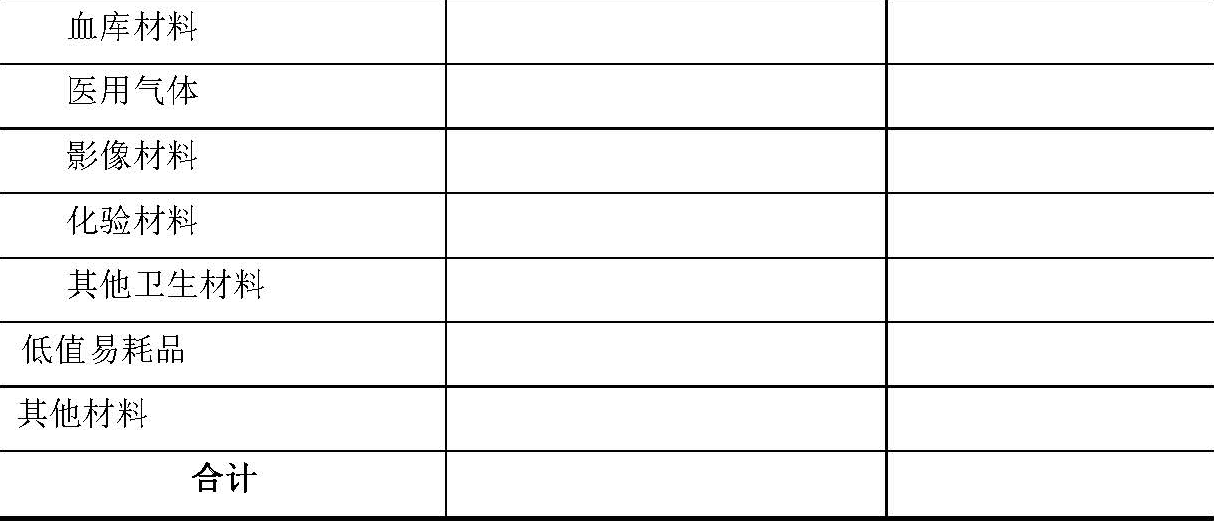 血库材料
医用气体
影像材料
化验材料
其他卫生材料
低值易耗品
其他材料
合计